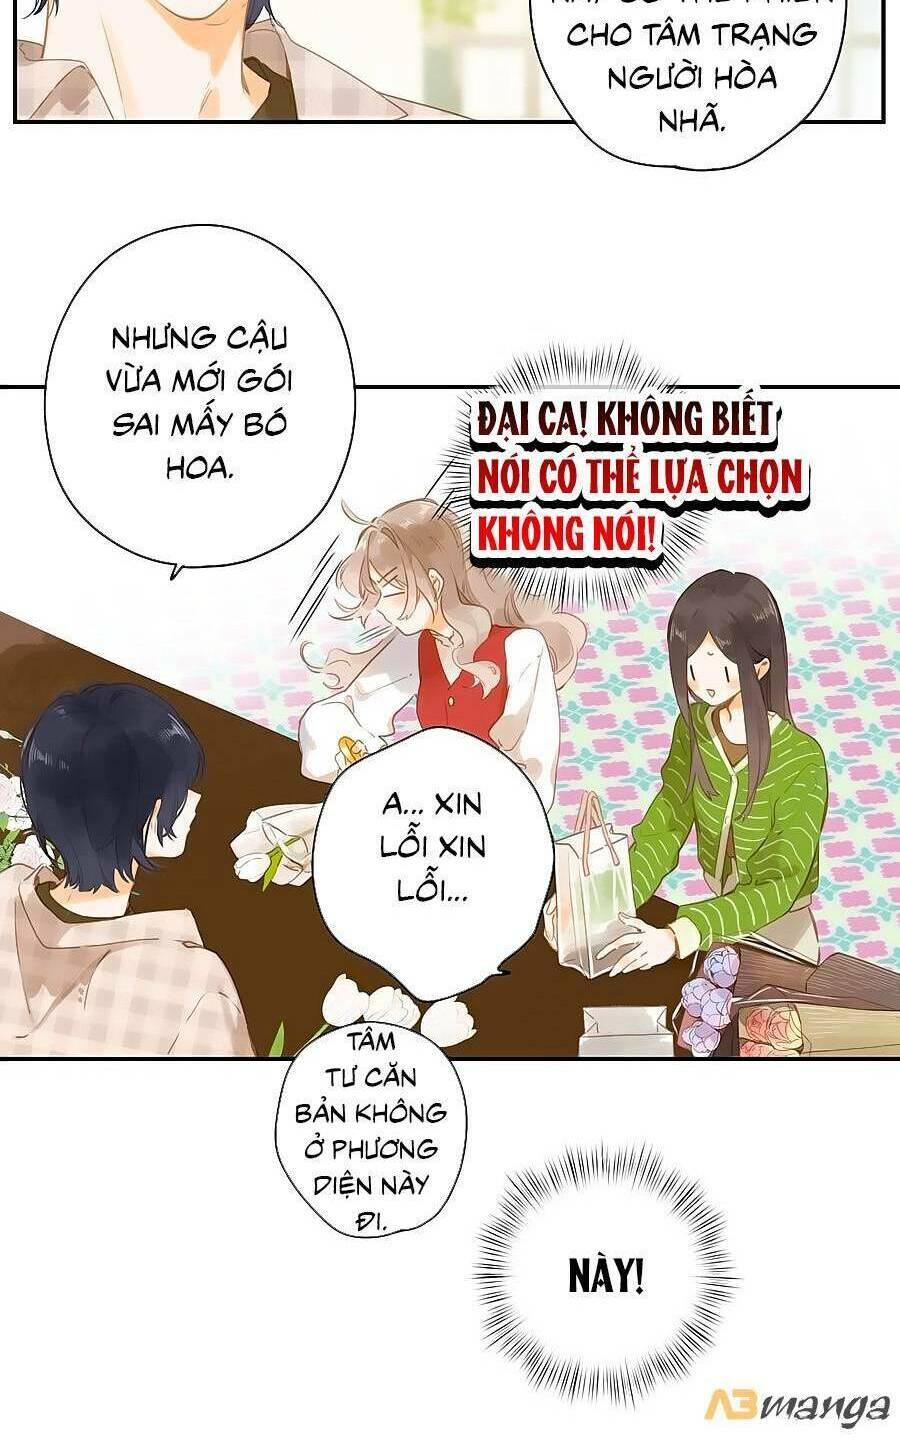 CHO TÂM TRẠNG
NGƯỜI HÒA
NHÃ.
NHƯNG CẬU
VỪA MỚI GÓI
SAI MẤY BÓ
HOA.
ĐẠI CA! KHÔNG BIẾT
NÓI CÓ THỂ LỰA CHỌN
KHÔNG NÓI!
A... XIN
LỖI XIN
LỖI...
TÂM
TƯ CĂN
BẢN KHÔNG
Ở PHƯƠNG
DIỆN NÀY
ĐI.
NÀY!
A3manga